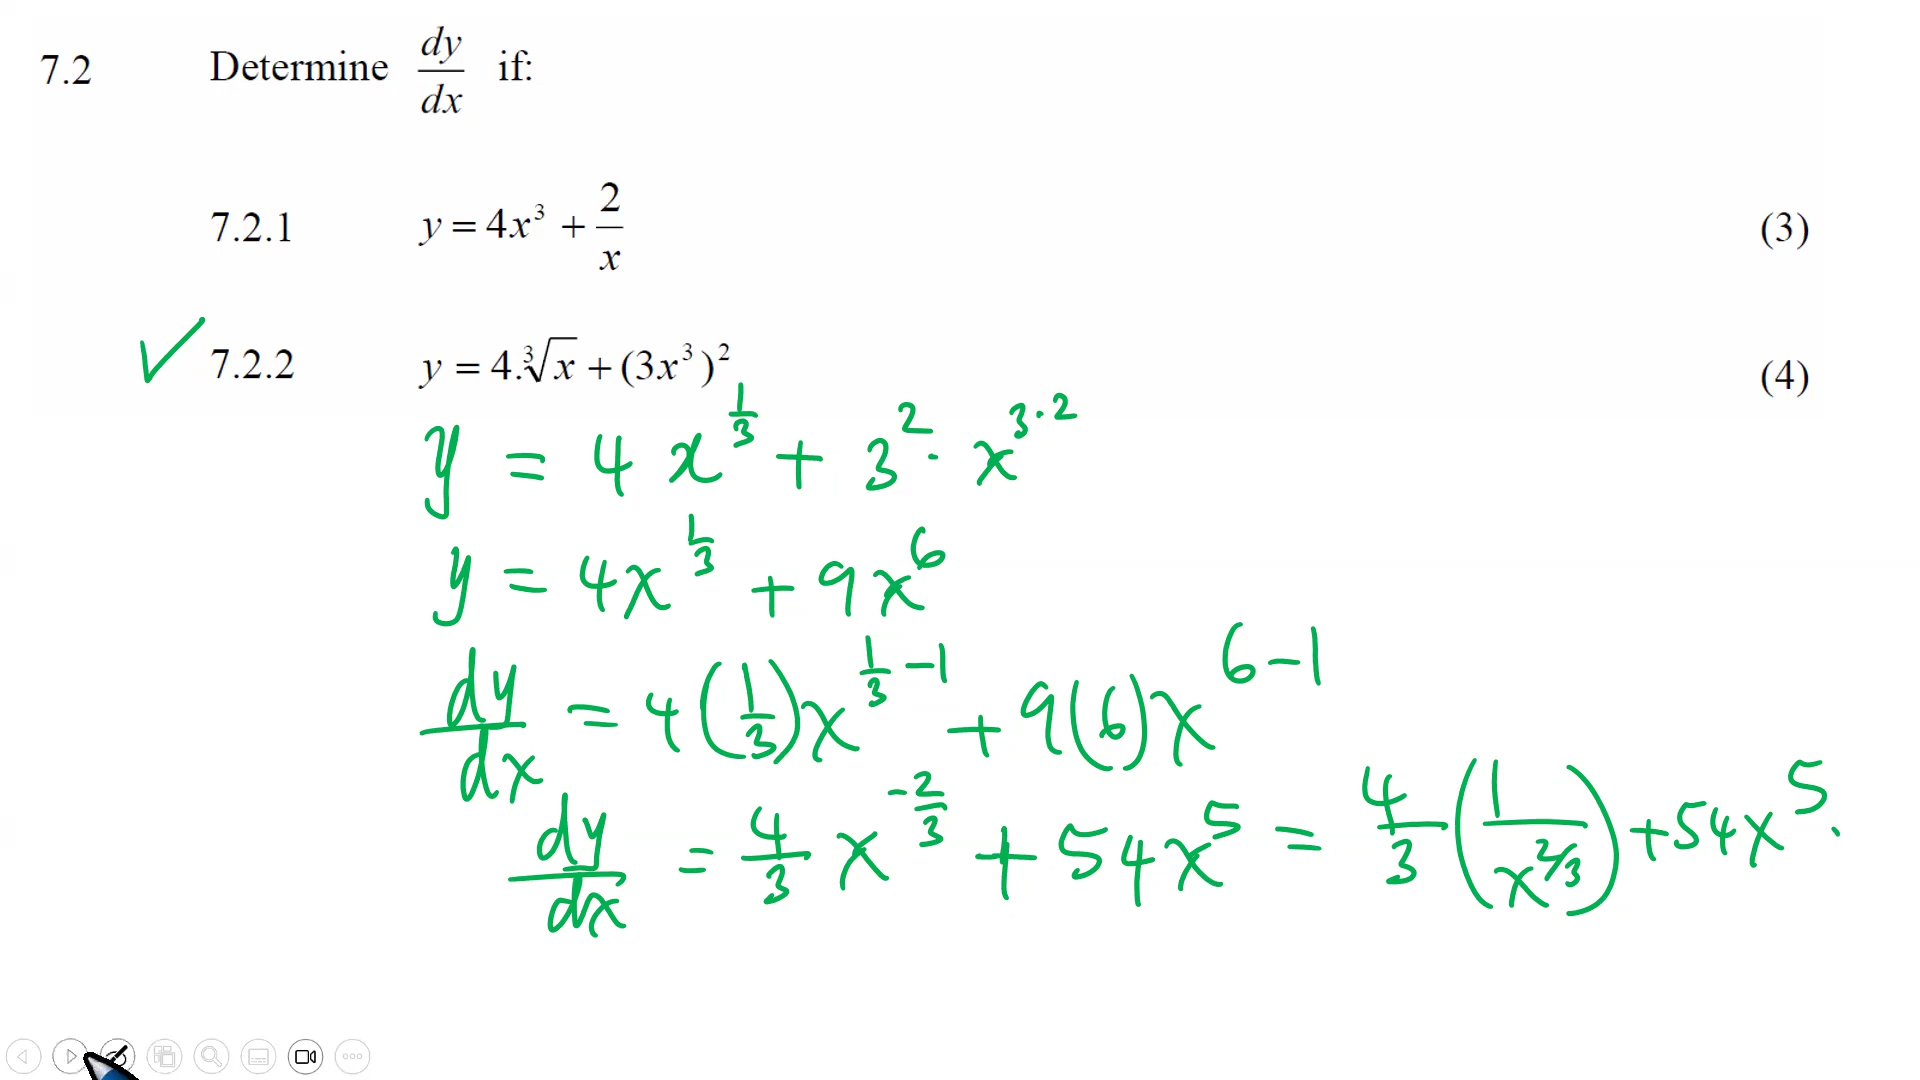 7.2 Determine dy/dx if:
7.2.1 y = 4x³ + 2/x (3)
7.2.2 y = 4.∛x + (3x³)² (4)
y = 4 x^(1/3) + 3² · x^(3·2)
y = 4x^(1/3) + 9x⁶
dy/dx = 4(1/3)x^(1/3 − 1) + 9(6)x^(6−1)
dy/dx = 4/3 x^(−2/3) + 54x⁵ = 4/3 (1/x^(2/3)) + 54x⁵.